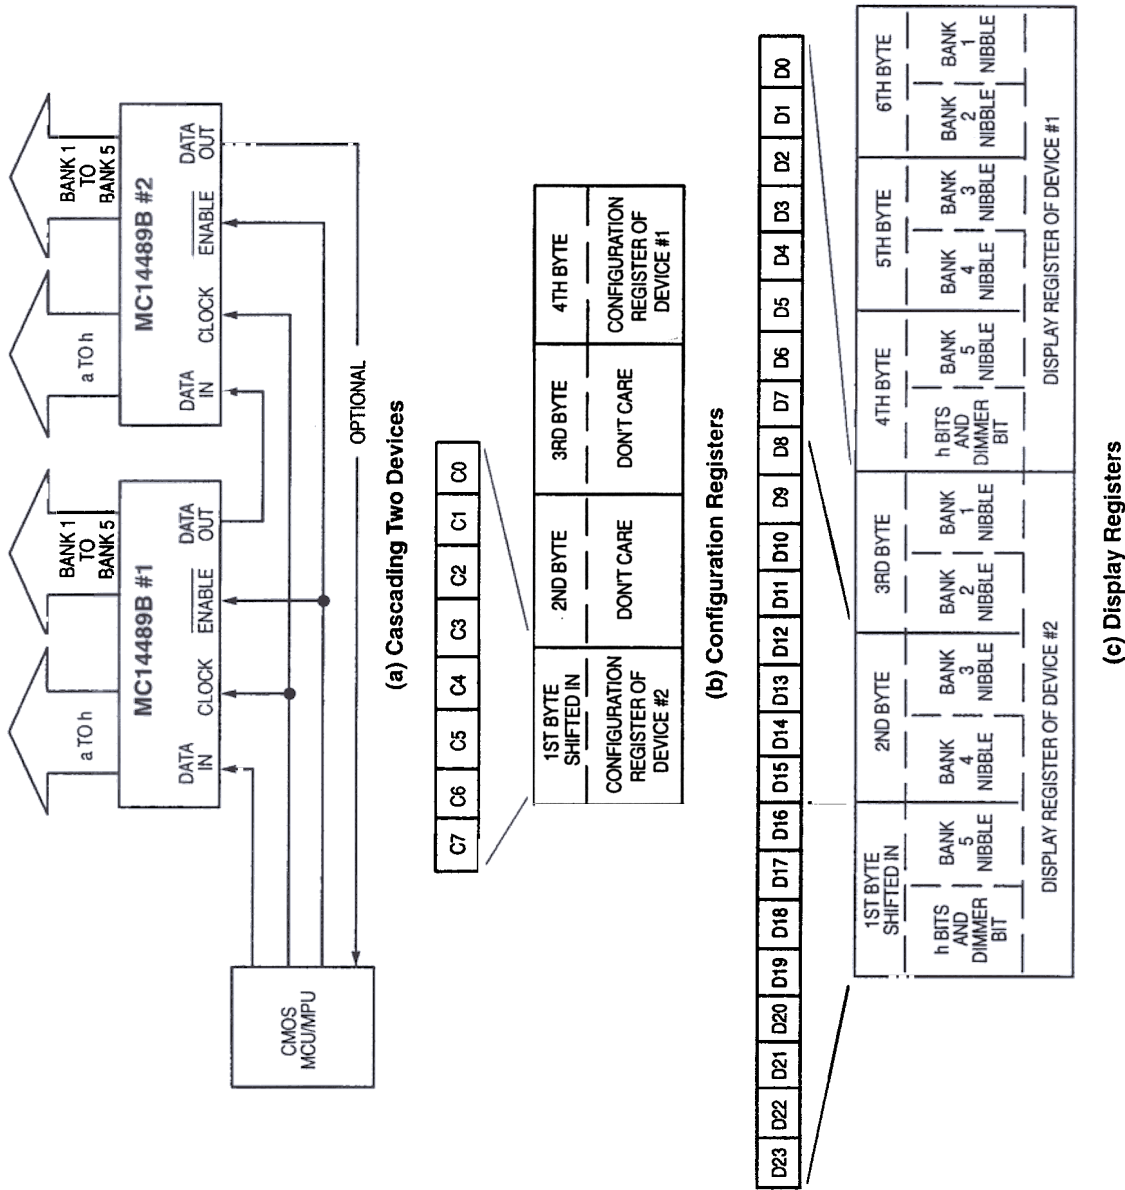 BANK 1
TO
BANK 5
a TO h
MC14489B #1
DATA
IN
CLOCK
ENABLE
DATA
OUT
BANK 1
TO
BANK 5
a TO h
MC14489B #2
DATA
IN
CLOCK
ENABLE
DATA
OUT
CMOS
MCU/MPU
OPTIONAL
(a) Cascading Two Devices
C7 C6 C5 C4 C3 C2 C1 C0
1ST BYTE
SHIFTED IN
2ND BYTE
3RD BYTE
4TH BYTE
CONFIGURATION
REGISTER OF
DEVICE #2
DON'T CARE
DON'T CARE
CONFIGURATION
REGISTER OF
DEVICE #1
(b) Configuration Registers
D23 D22 D21 D20 D19 D18 D17 D16 D15 D14 D13 D12 D11 D10 D9 D8 D7 D6 D5 D4 D3 D2 D1 D0
1ST BYTE
SHIFTED IN
2ND BYTE
3RD BYTE
4TH BYTE
5TH BYTE
6TH BYTE
h BITS
AND
DIMMER
BIT
BANK
5
NIBBLE
BANK
4
NIBBLE
BANK
3
NIBBLE
BANK
2
NIBBLE
BANK
1
NIBBLE
h BITS
AND
DIMMER
BIT
BANK
5
NIBBLE
BANK
4
NIBBLE
BANK
3
NIBBLE
BANK
2
NIBBLE
BANK
1
NIBBLE
DISPLAY REGISTER OF DEVICE #2
DISPLAY REGISTER OF DEVICE #1
(c) Display Registers